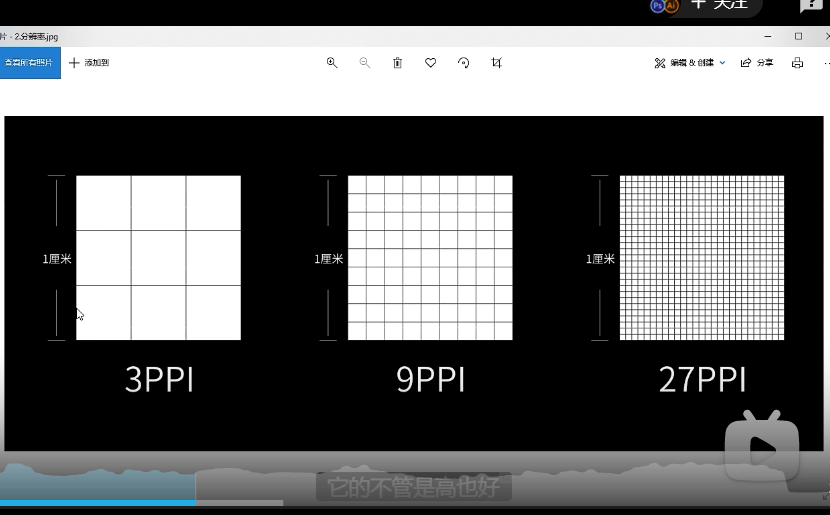 Ps Ai + 关注
片 - 2.分辨率.jpg
查看所有照片 添加到 编辑 & 创建 分享
1厘米 1厘米 1厘米
3PPI 9PPI 27PPI
它的不管是高也好